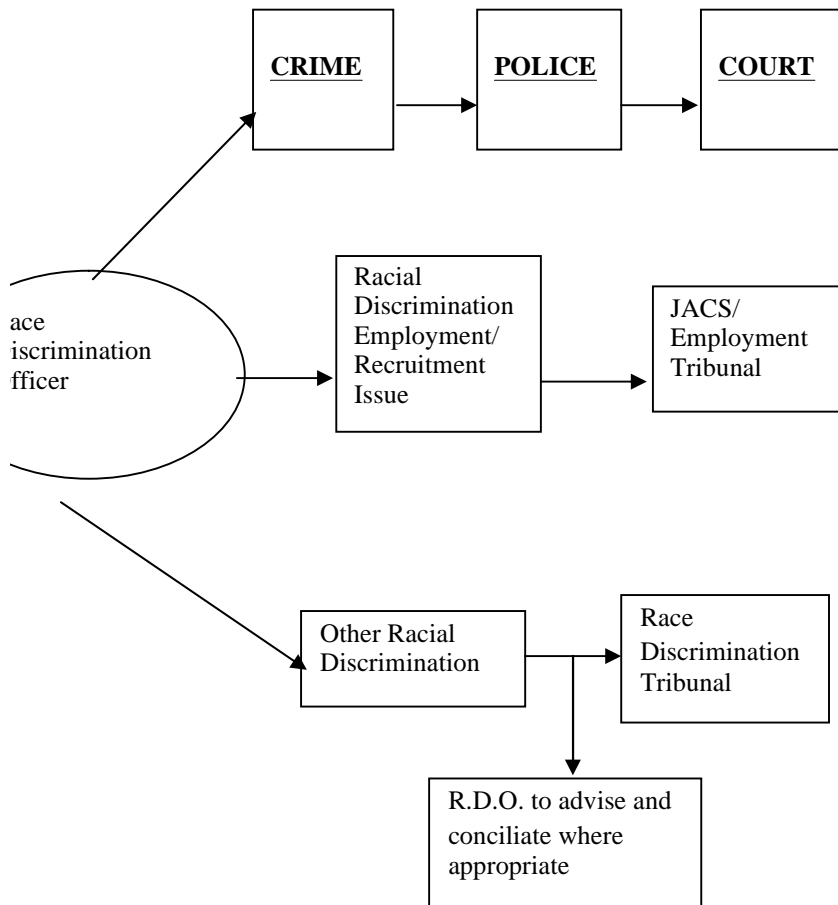 CRIME
POLICE
COURT
ace
iscrimination
fficer
Racial
Discrimination
Employment/
Recruitment
Issue
JACS/
Employment
Tribunal
Other Racial
Discrimination
Race
Discrimination
Tribunal
R.D.O. to advise and
conciliate where
appropriate